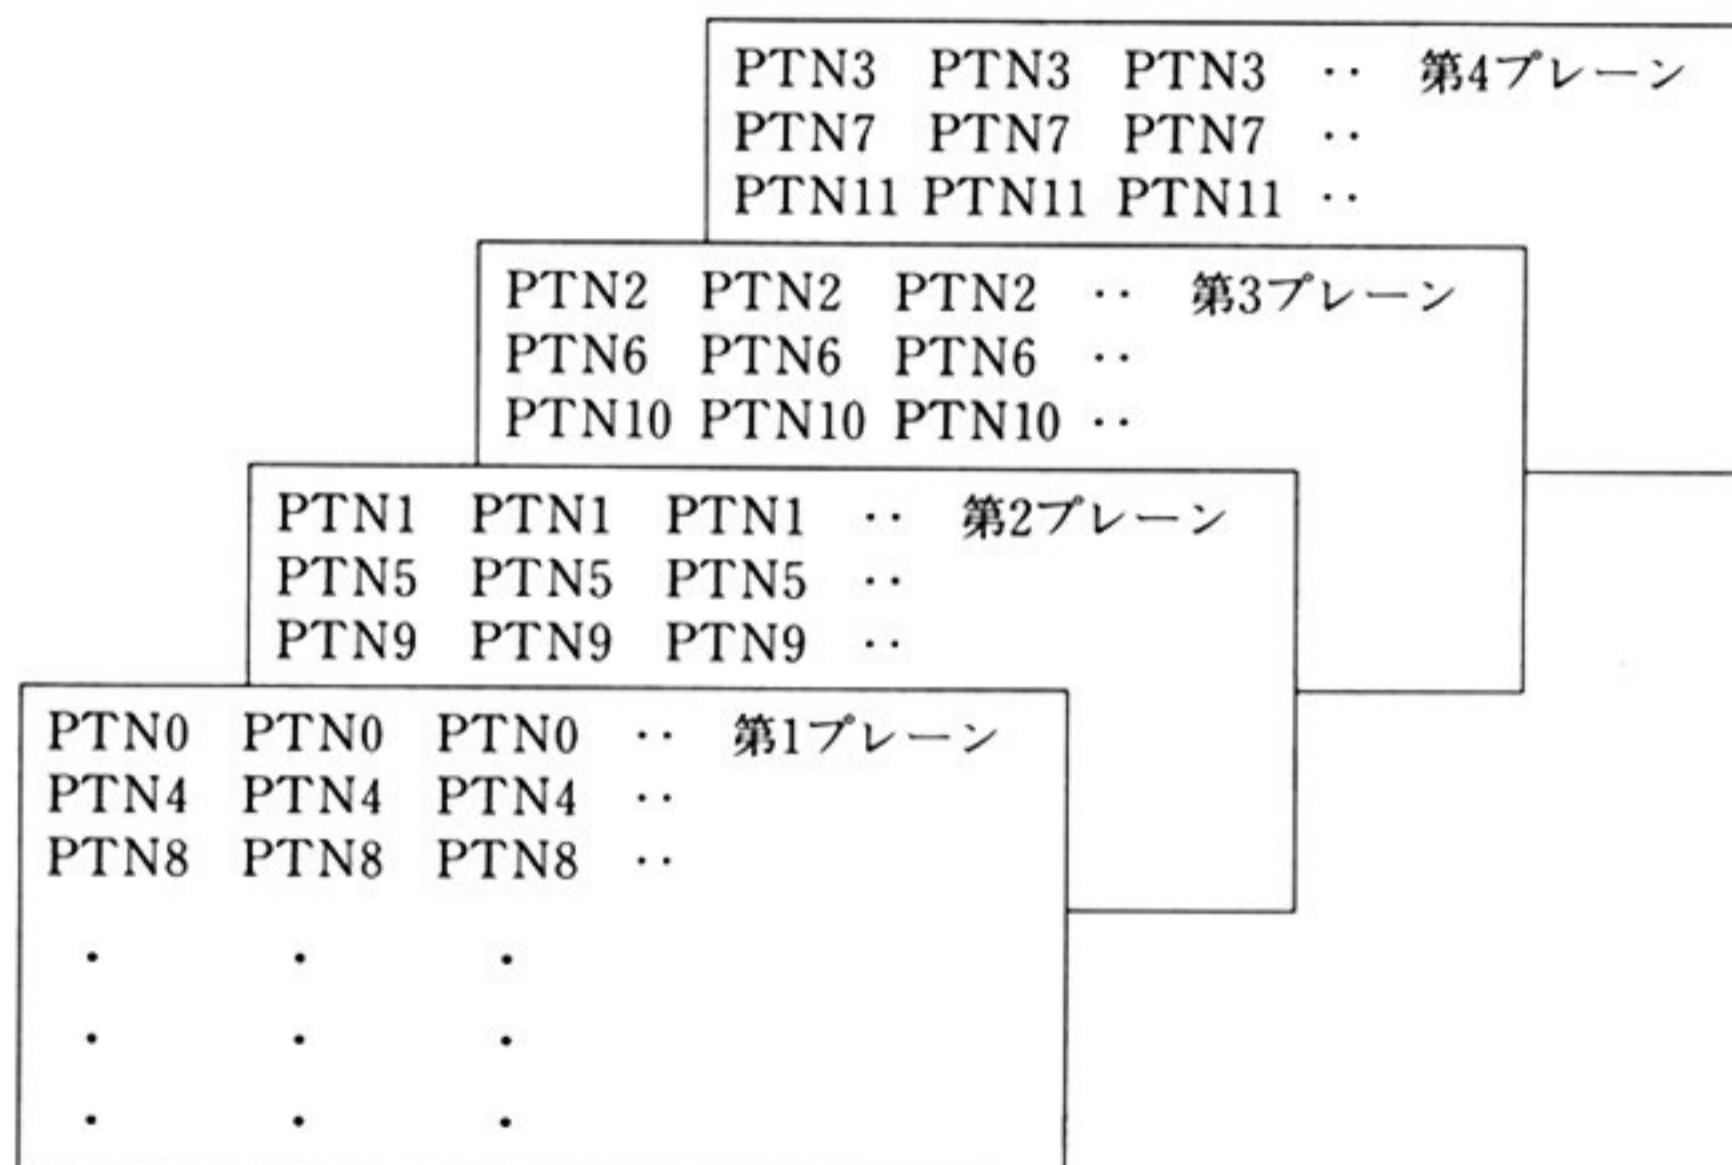 PTN3 PTN3 PTN3 ‥ 第4プレーン
PTN7 PTN7 PTN7 ‥
PTN11 PTN11 PTN11 ‥
PTN2 PTN2 PTN2 ‥ 第3プレーン
PTN6 PTN6 PTN6 ‥
PTN10 PTN10 PTN10 ‥
PTN1 PTN1 PTN1 ‥ 第2プレーン
PTN5 PTN5 PTN5 ‥
PTN9 PTN9 PTN9 ‥
PTN0 PTN0 PTN0 ‥ 第1プレーン
PTN4 PTN4 PTN4 ‥
PTN8 PTN8 PTN8 ‥
・ ・ ・
・ ・ ・
・ ・ ・